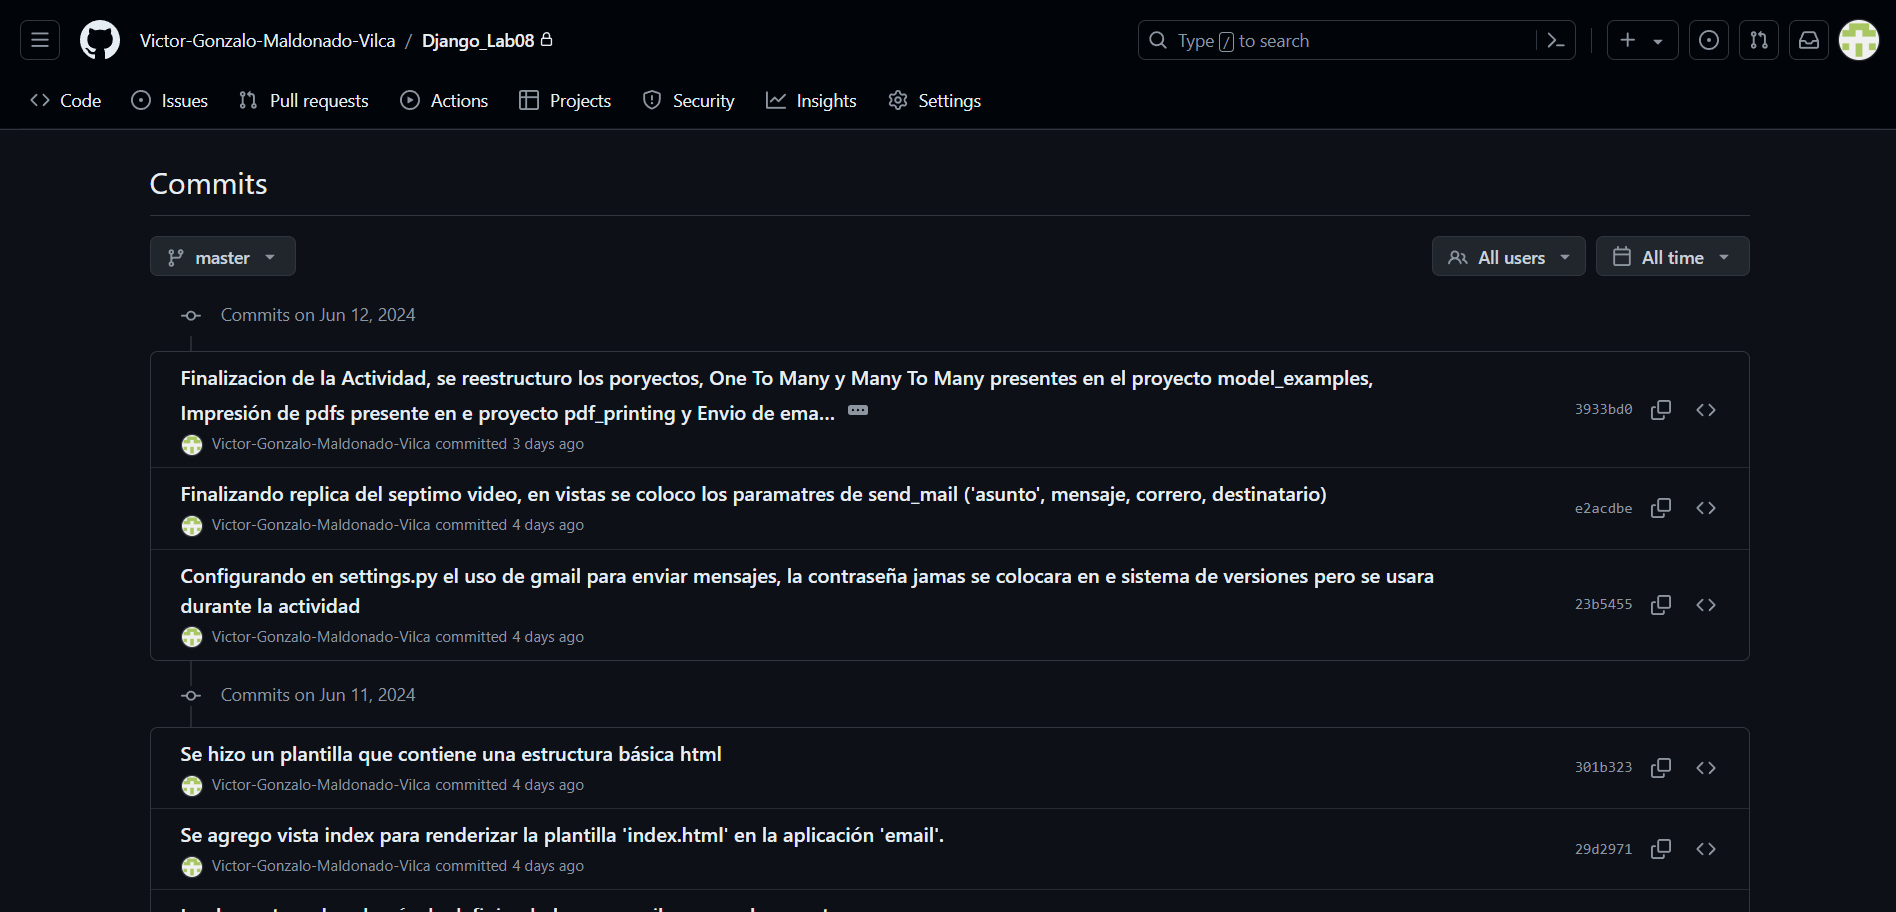 Victor-Gonzalo-Maldonado-Vilca / Django_Lab08
Type / to search
Code Issues Pull requests Actions Projects Security Insights Settings
Commits
master All users All time
Commits on Jun 12, 2024
Finalizacion de la Actividad, se reestructuro los poryectos, One To Many y Many To Many presentes en el proyecto model_examples,
Impresión de pdfs presente en e proyecto pdf_printing y Envio de ema...
3933bd0
Victor-Gonzalo-Maldonado-Vilca committed 3 days ago
Finalizando replica del septimo video, en vistas se coloco los paramatres de send_mail ('asunto', mensaje, correro, destinatario)
e2acdbe
Victor-Gonzalo-Maldonado-Vilca committed 4 days ago
Configurando en settings.py el uso de gmail para enviar mensajes, la contraseña jamas se colocara en e sistema de versiones pero se usara
durante la actividad
23b5455
Victor-Gonzalo-Maldonado-Vilca committed 4 days ago
Commits on Jun 11, 2024
Se hizo un plantilla que contiene una estructura básica html
301b323
Victor-Gonzalo-Maldonado-Vilca committed 4 days ago
Se agrego vista index para renderizar la plantilla 'index.html' en la aplicación 'email'.
29d2971
Victor-Gonzalo-Maldonado-Vilca committed 4 days ago